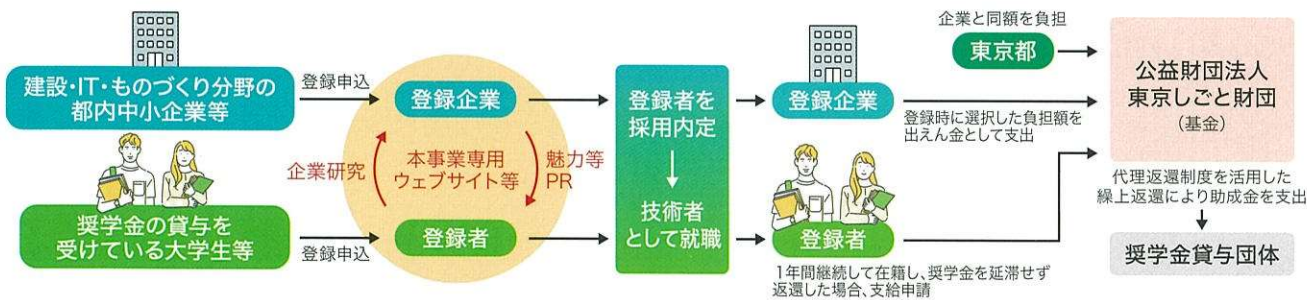 建設・IT・ものづくり分野の
都内中小企業等
奨学金の貸与を
受けている大学生等
登録申込
登録申込
登録企業
企業研究
本事業専用
ウェブサイト等
魅力等
PR
登録者
登録者を
採用内定
技術者
として就職
登録企業
登録者
1年間継続して在籍し、奨学金を延滞せず
返還した場合、支給申請
企業と同額を負担
東京都
登録時に選択した負担額を
出えん金として支出
公益財団法人
東京しごと財団
(基金)
代理返還制度を活用した
繰上返還により助成金を支出
奨学金貸与団体